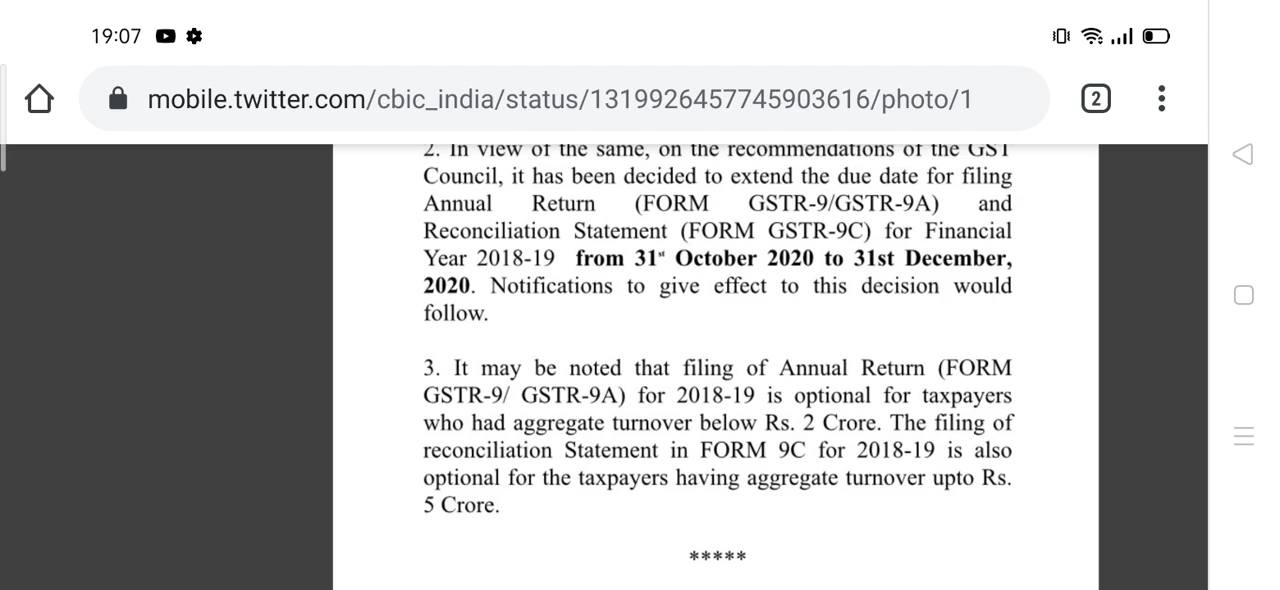 19:07
mobile.twitter.com/cbic_india/status/1319926457745903616/photo/1
2
2. In view of the same, on the recommendations of the GST
Council, it has been decided to extend the due date for filing
Annual Return (FORM GSTR-9/GSTR-9A) and
Reconciliation Statement (FORM GSTR-9C) for Financial
Year 2018-19 from 31st October 2020 to 31st December,
2020. Notifications to give effect to this decision would
follow.
3. It may be noted that filing of Annual Return (FORM
GSTR-9/ GSTR-9A) for 2018-19 is optional for taxpayers
who had aggregate turnover below Rs. 2 Crore. The filing of
reconciliation Statement in FORM 9C for 2018-19 is also
optional for the taxpayers having aggregate turnover upto Rs.
5 Crore.
*****